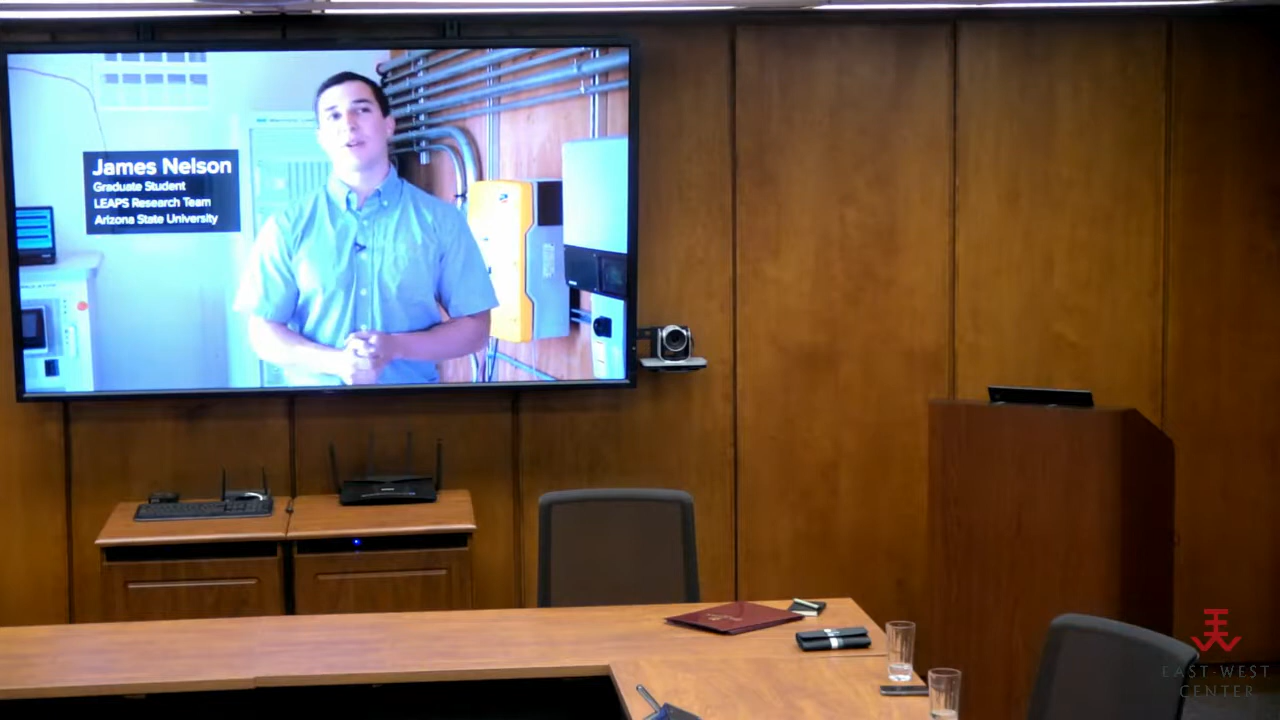 James Nelson
Graduate Student
LEAPS Research Team
Arizona State University
EAST-WEST
CENTER